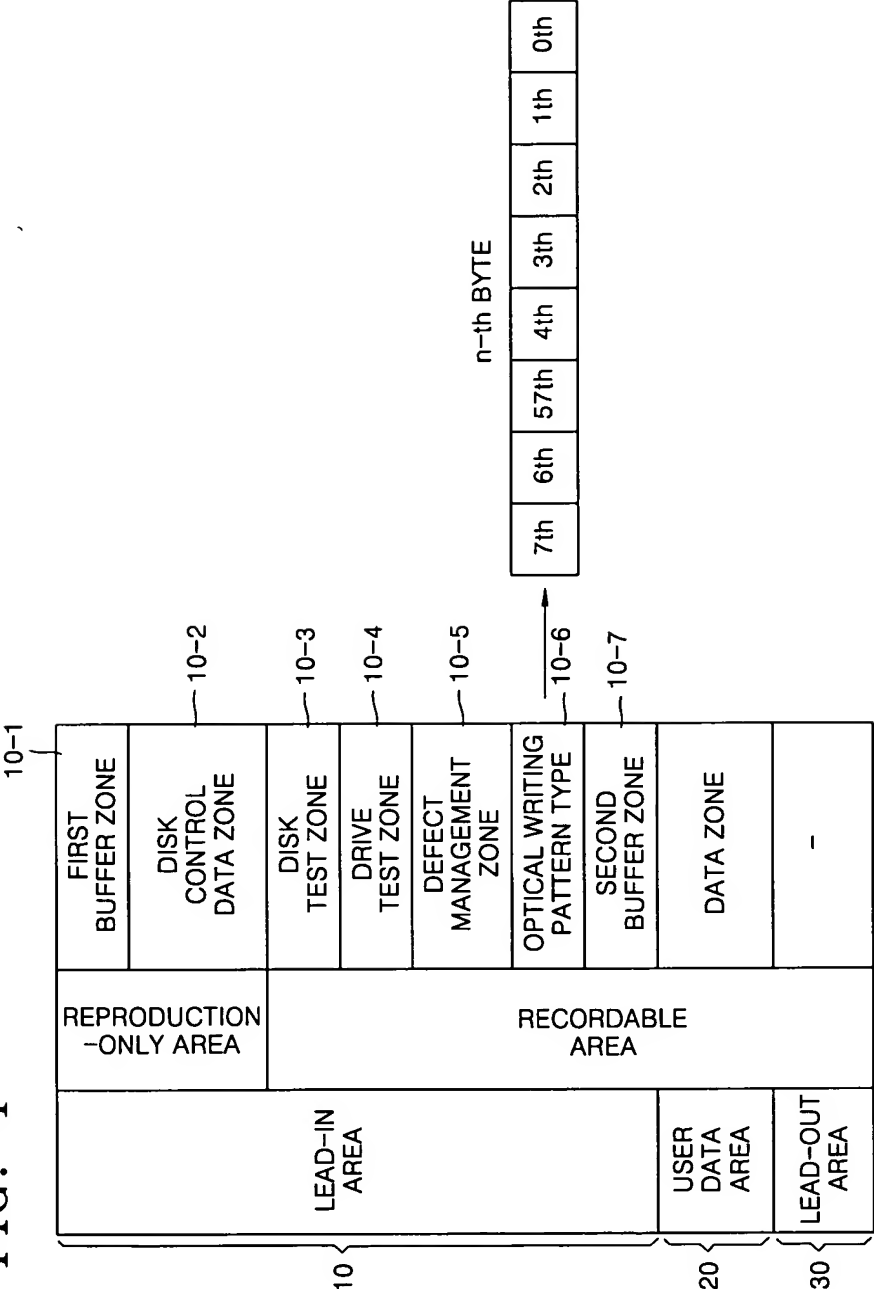 FIG.
10
LEAD-IN
AREA
REPRODUCTION
-ONLY AREA
FIRST
BUFFER ZONE
10-1
DISK
CONTROL
DATA ZONE
10-2
RECORDABLE
AREA
DISK
TEST ZONE
10-3
DRIVE
TEST ZONE
10-4
DEFECT
MANAGEMENT
ZONE
10-5
OPTICAL WRITING
PATTERN TYPE
10-6
n-th BYTE
7th 6th 57th 4th 3th 2th 1th 0th
SECOND
BUFFER ZONE
10-7
20
USER
DATA
AREA
DATA ZONE
30
LEAD-OUT
AREA
-